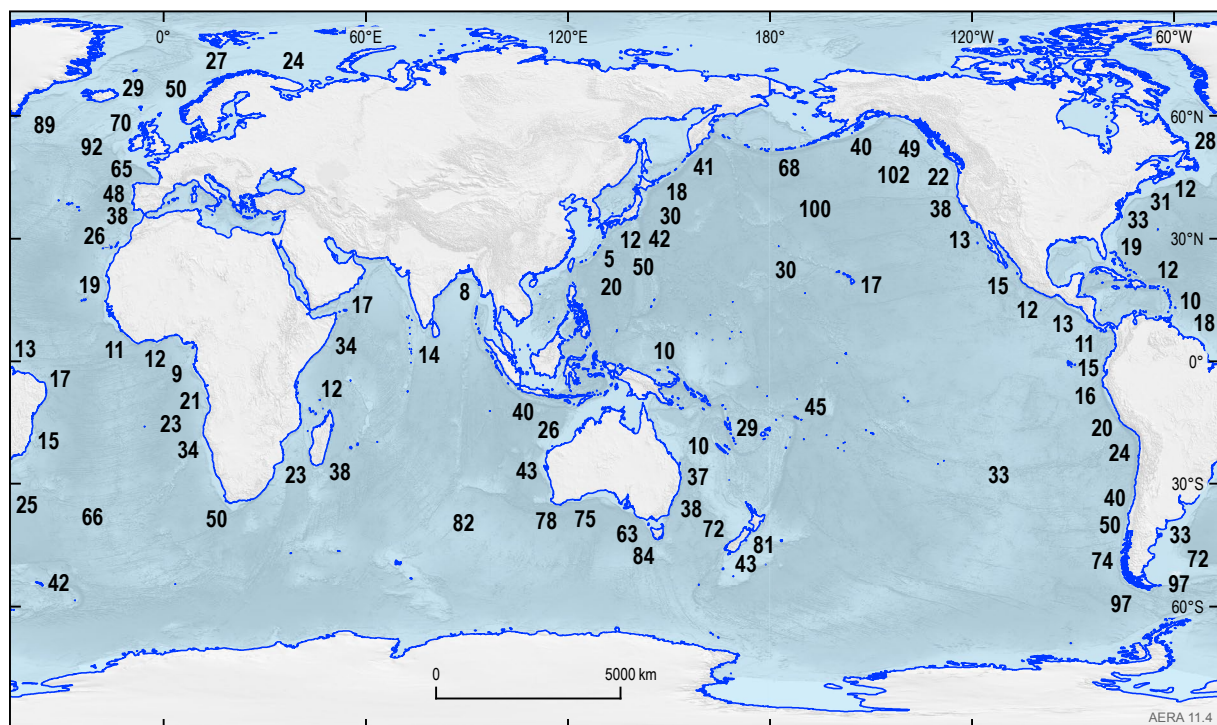 0° 60°E 120°E 180° 120°W 60°W
27 24
29 50
89 70 60°N
92 40 49 28
65 41 68 102 22 12
48 18 31
38 30 100 38 33
26 12 42 13 30°N
5 50 30 19
19 8 20 17 15 12
17 12 10
13 18
13 11 12 34 14 10 11
9 15 0°
17 12 16
21 40 45
23 26 29 20
15 34 10 24
23 38 43 37 33 30°S
25 66 50 82 78 75 38 40
63 72 50 33
84 81 74 72
42 43 97
97 60°S
0 5000 km
AERA 11.4